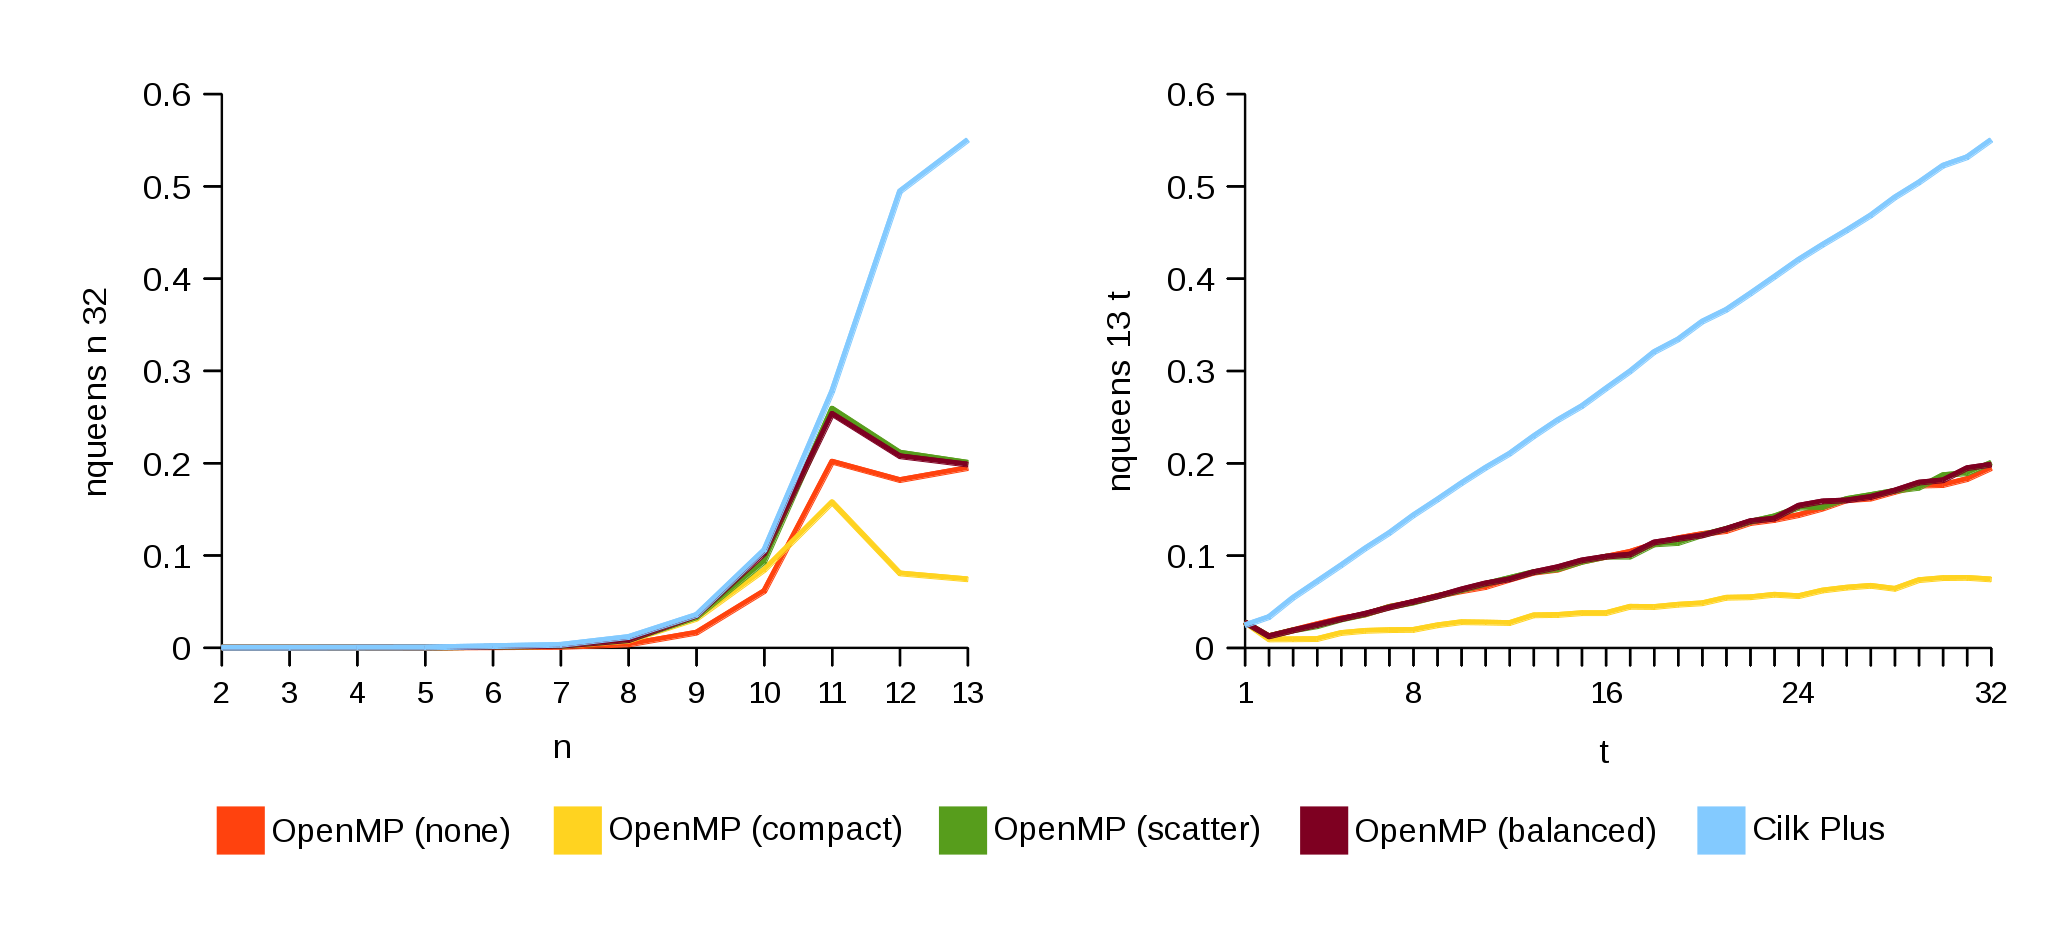 0.6
0.5
0.4
0.3
0.2
0.1
0
nqueens n 32
2 3 4 5 6 7 8 9 10 11 12 13
n
0.6
0.5
0.4
0.3
0.2
0.1
0
nqueens 13 t
1 8 16 24 32
t
OpenMP (none) OpenMP (compact) OpenMP (scatter) OpenMP (balanced) Cilk Plus